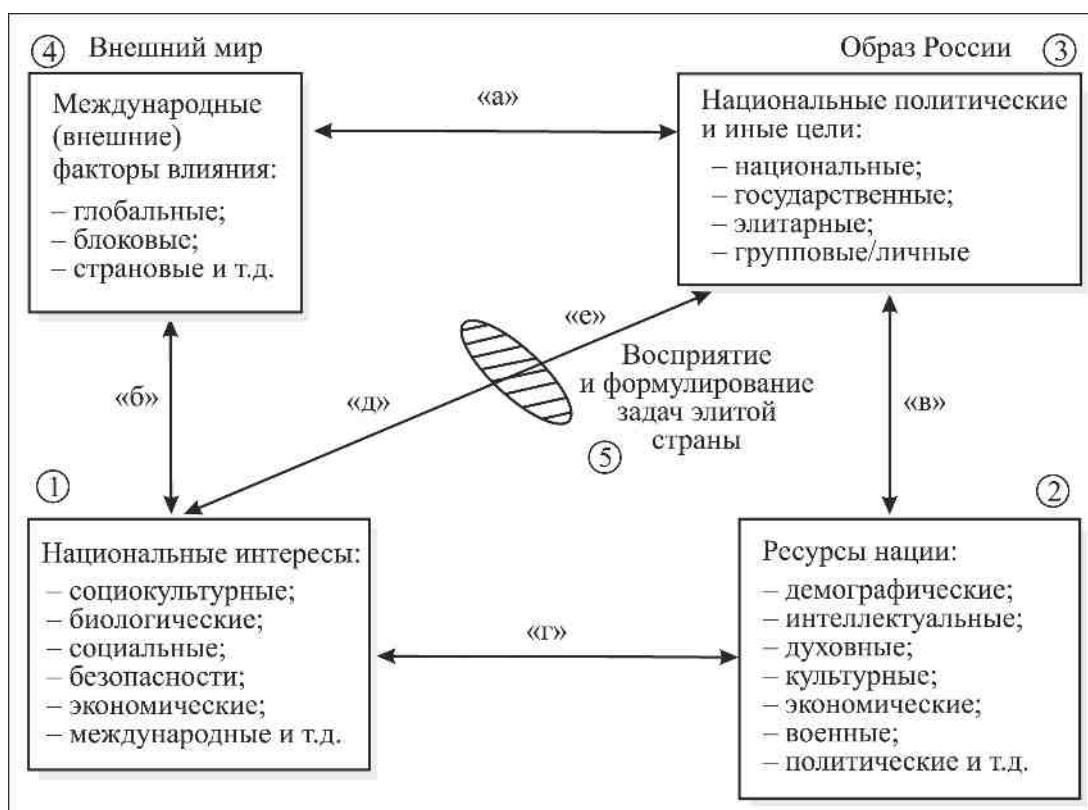 ④ Внешний мир
Образ России ③
Международные
(внешние)
факторы влияния:
– глобальные;
– блоковые;
– страновые и т.д.
«а»
Национальные политические
и иные цели:
– национальные;
– государственные;
– элитарные;
– групповые/личные
«б»
«д»
«е»
Восприятие
и формулирование
задач элитой
страны
⑤
«в»
①
Национальные интересы:
– социокультурные;
– биологические;
– социальные;
– безопасности;
– экономические;
– международные и т.д.
«г»
②
Ресурсы нации:
– демографические;
– интеллектуальные;
– духовные;
– культурные;
– экономические;
– военные;
– политические и т.д.